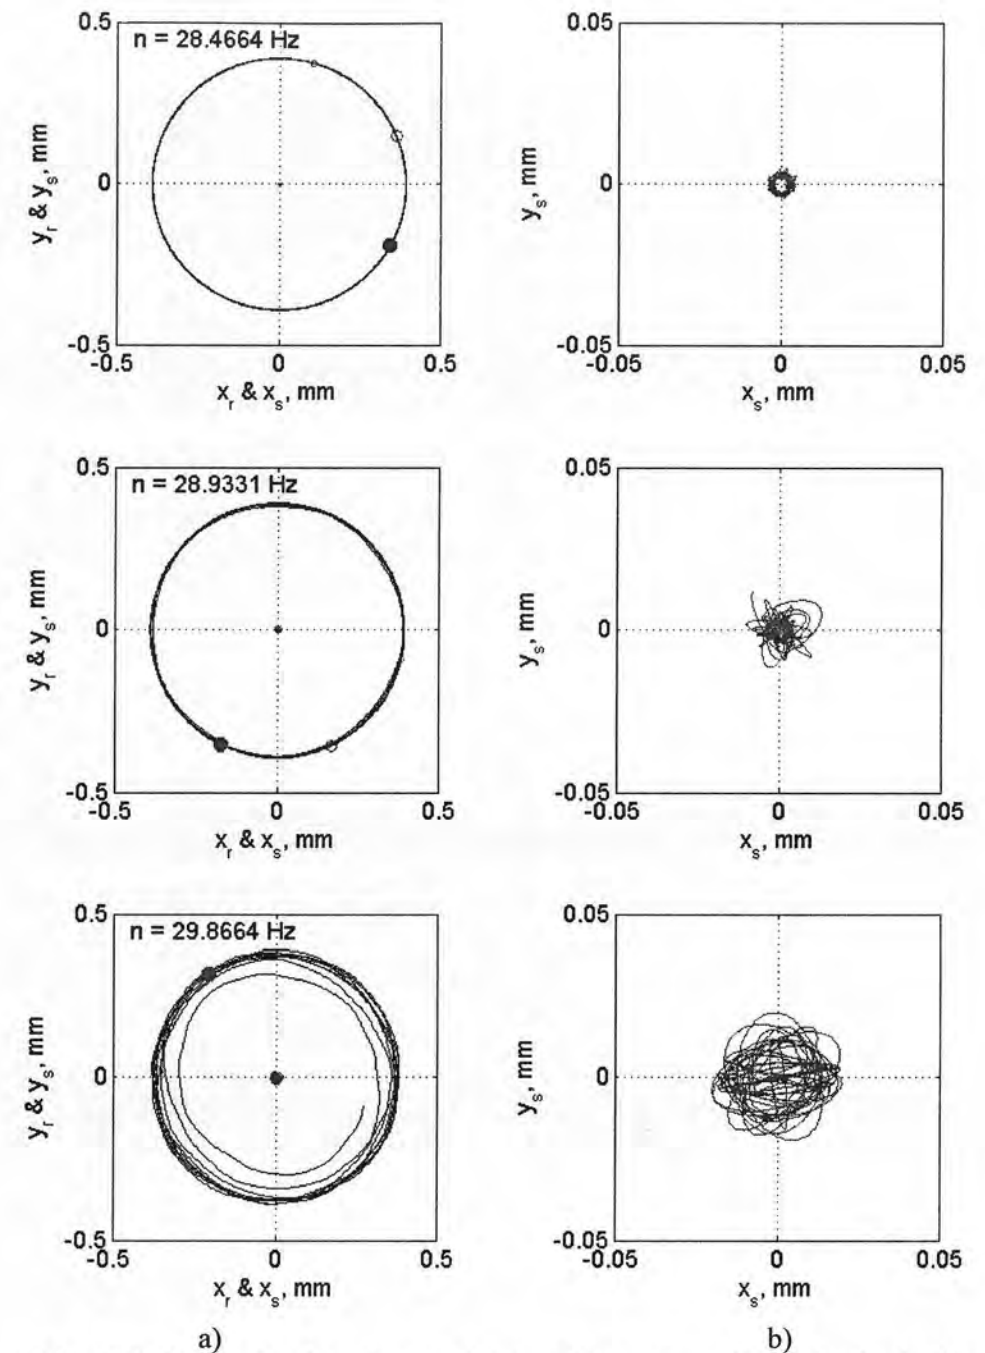 0.5
n = 28.4664 Hz
y_r & y_s, mm
0
-0.5
-0.5 0 0.5
x_r & x_s, mm
0.05
y_s, mm
0
-0.05
-0.05 0 0.05
x_s, mm
0.5
n = 28.9331 Hz
y_r & y_s, mm
0
-0.5
-0.5 0 0.5
x_r & x_s, mm
0.05
y_s, mm
0
-0.05
-0.05 0 0.05
x_s, mm
0.5
n = 29.8664 Hz
y_r & y_s, mm
0
-0.5
-0.5 0 0.5
x_r & x_s, mm
0.05
y_s, mm
0
-0.05
-0.05 0 0.05
x_s, mm
a) b)